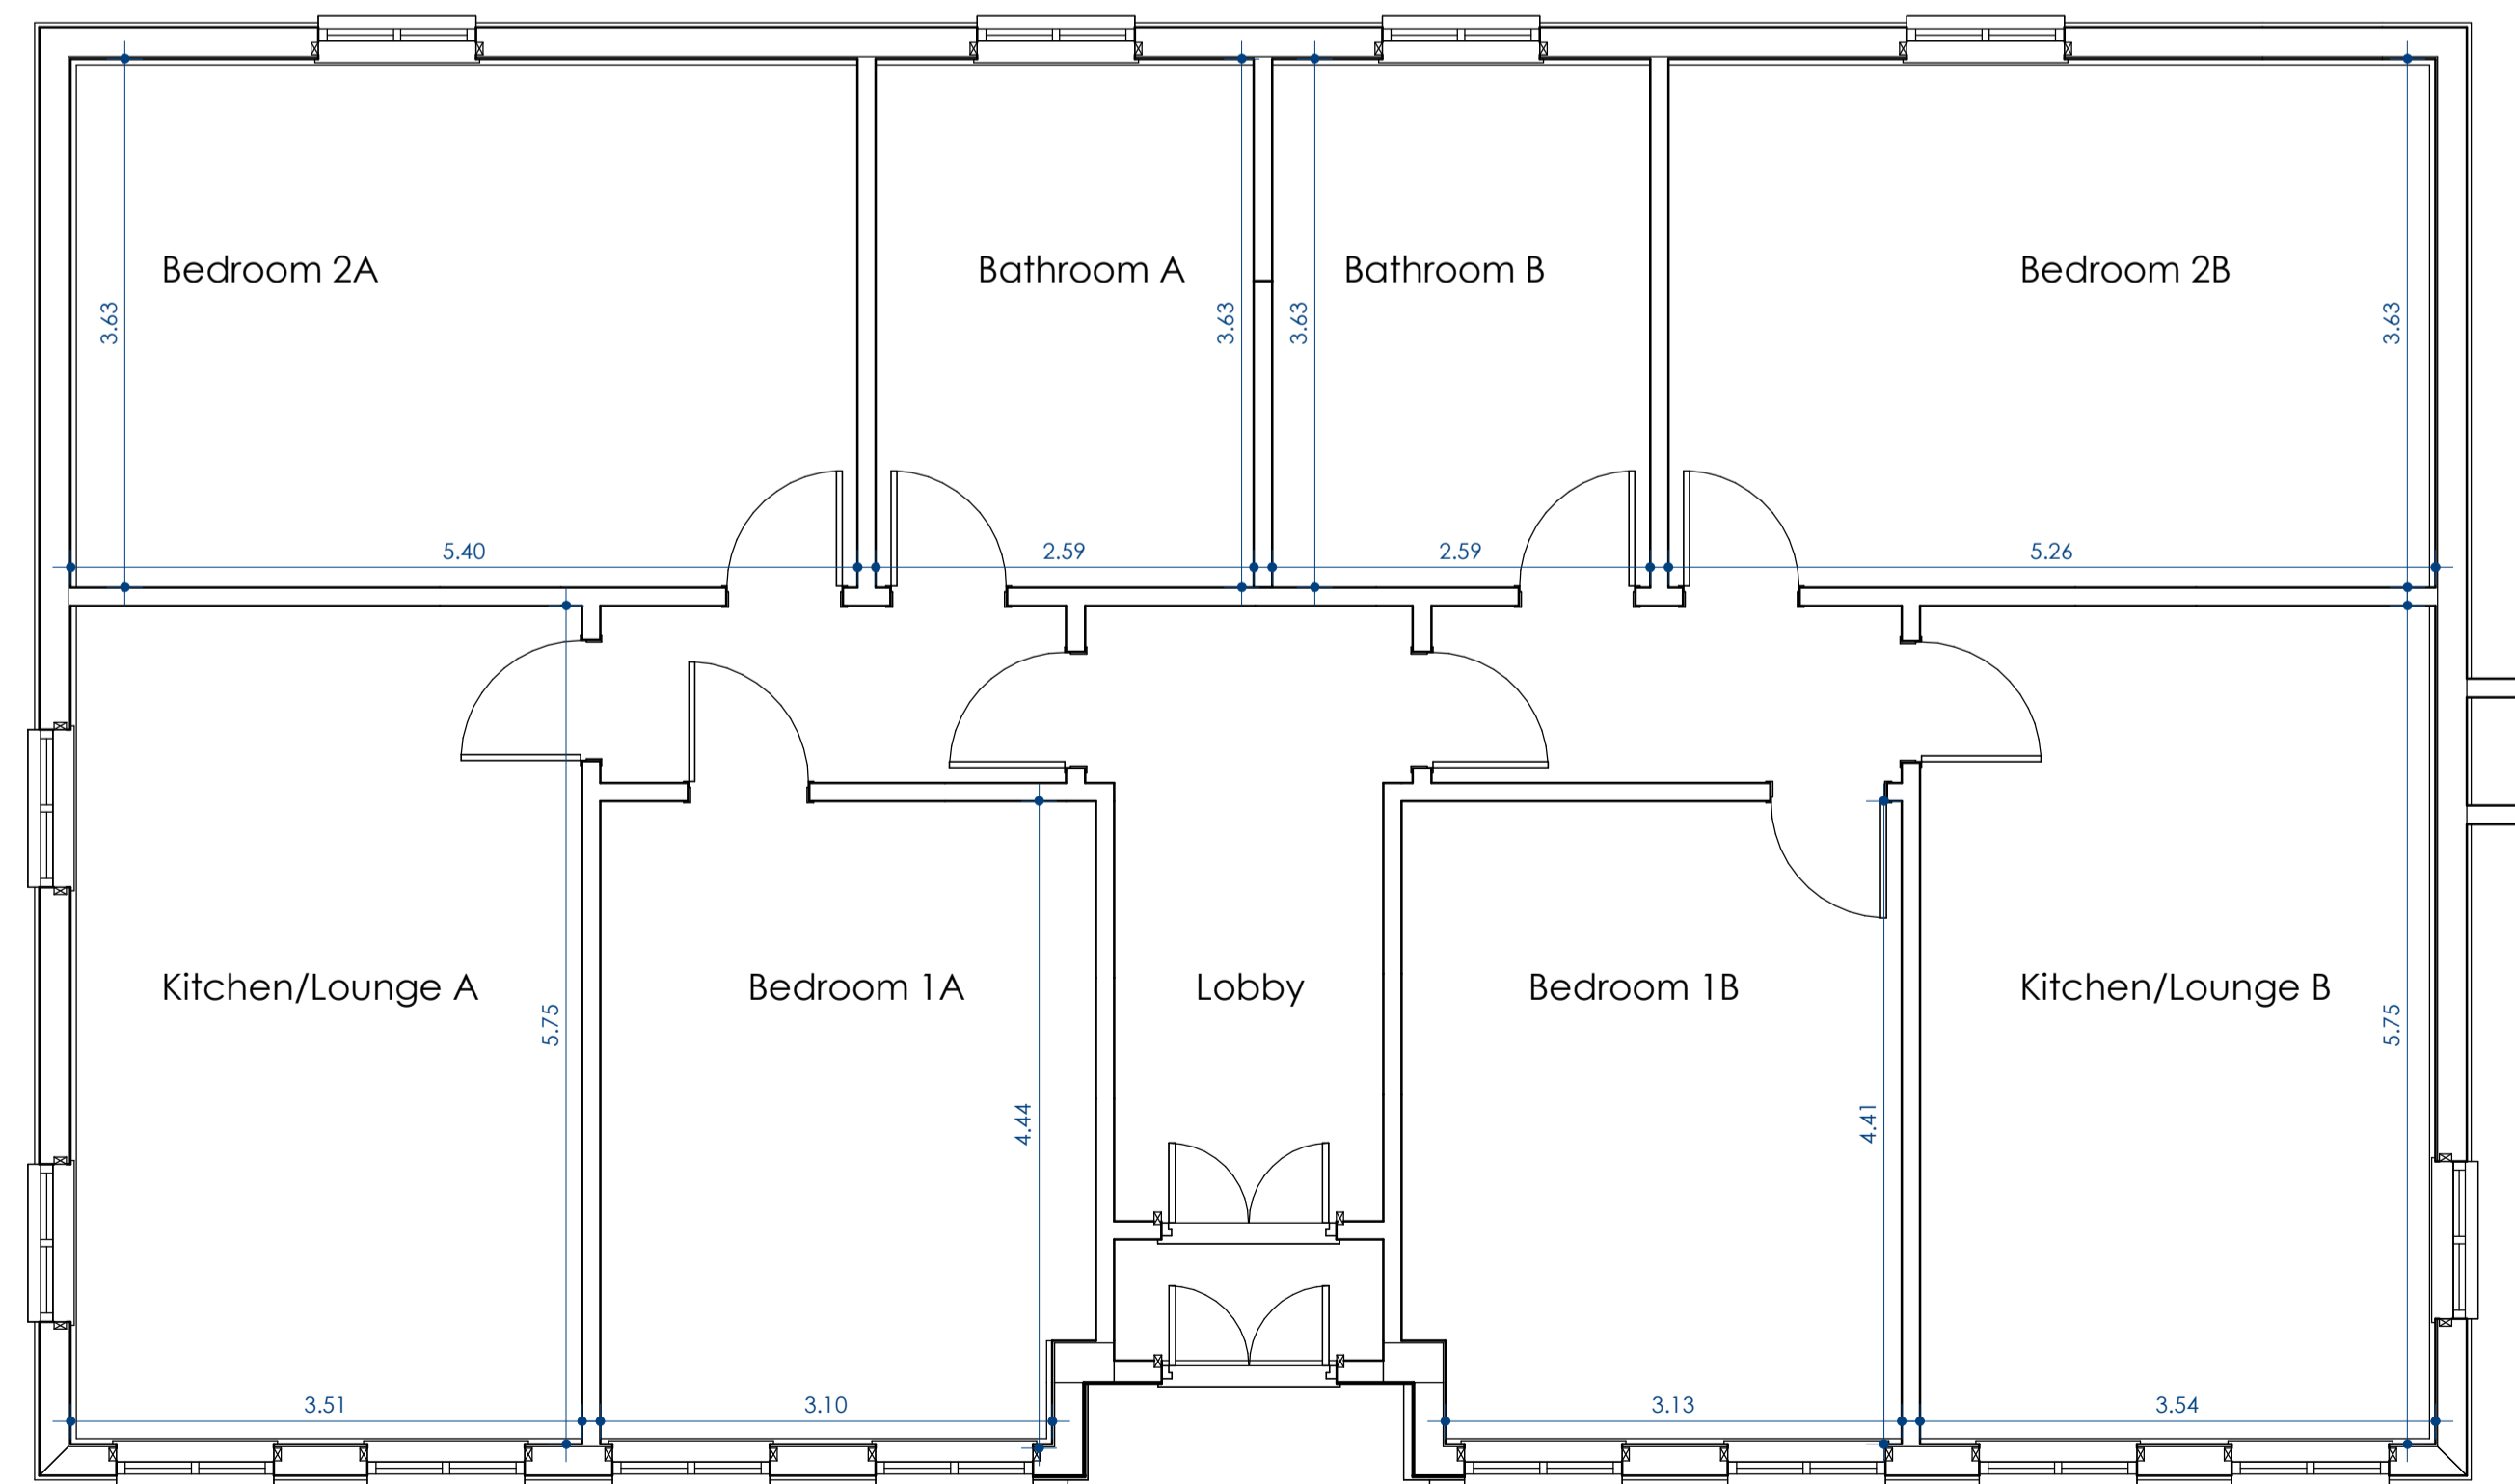 Bedroom 2A
Bathroom A
Bathroom B
Bedroom 2B
3.63
3.63
3.63
3.63
5.40
2.59
2.59
5.26
Kitchen/Lounge A
Bedroom 1A
Lobby
Bedroom 1B
Kitchen/Lounge B
5.75
5.75
4.44
4.41
3.51
3.10
3.13
3.54